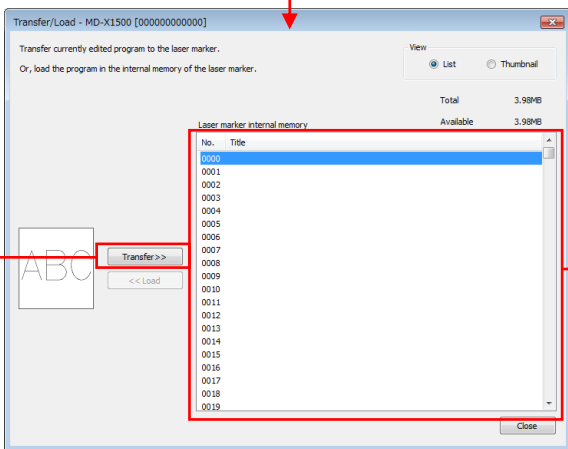 Transfer/Load - MD-X1500 [000000000000]
Transfer currently edited program to the laser marker.
Or, load the program in the internal memory of the laser marker.
View
List
Thumbnail
Total 3.98MB
Available 3.98MB
Laser marker internal memory
No. Title
0000
0001
0002
0003
0004
0005
0006
0007
0008
0009
0010
0011
0012
0013
0014
0015
0016
0017
0018
0019
ABC
Transfer>>
<< Load
Close